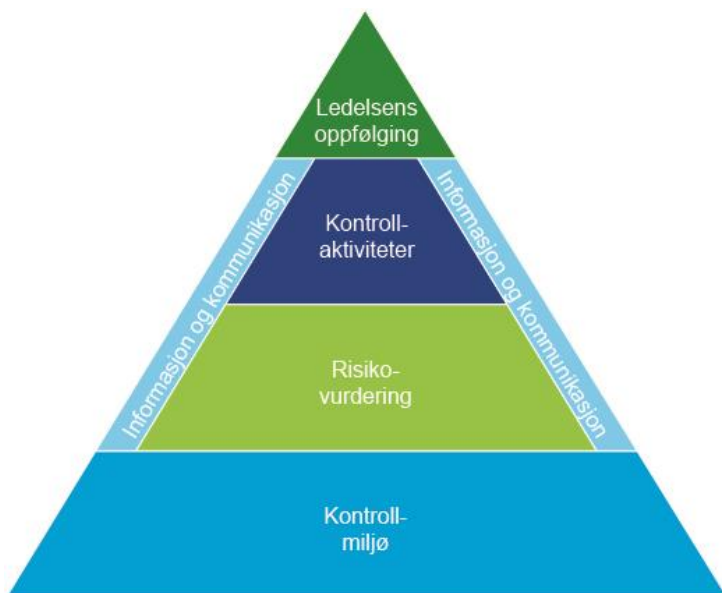 Ledelsens
oppfølging
Informasjon og kommunikasjon
Kontroll-
aktiviteter
Informasjon og kommunikasjon
Risiko-
vurdering
Kontroll-
miljø